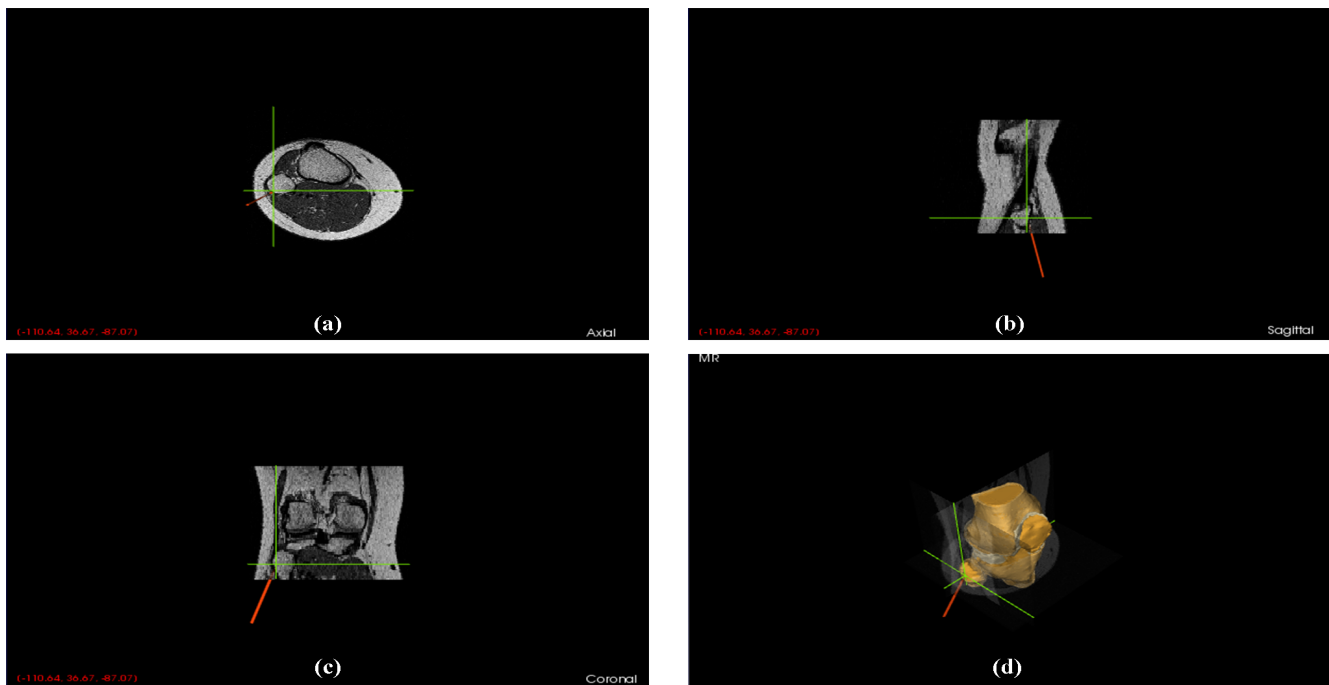 (a)
(-110.64, 36.67, -87.07)
Axial
(b)
(-110.64, 36.67, -87.07)
Sagittal
(c)
(-110.64, 36.67, -87.07)
Coronal
MR
(d)